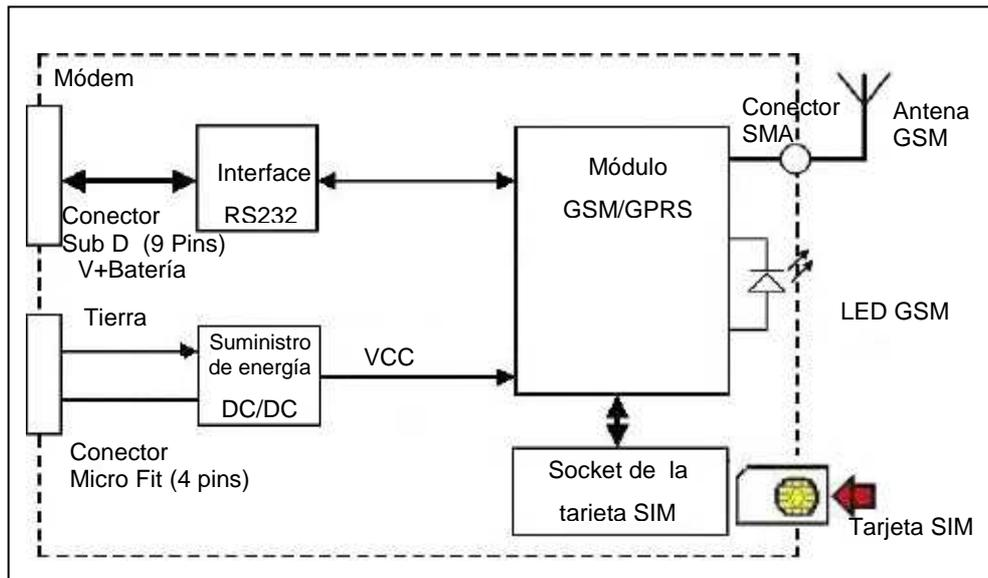 Módem
Conector
SMA
Antena
GSM
Interface
RS232
Módulo
GSM/GPRS
Conector
Sub D (9 Pins)
V+Batería
LED GSM
Tierra
Suministro
de energía
DC/DC
VCC
Conector
Micro Fit (4 pins)
Socket de la
tarieta SIM
Tarjeta SIM